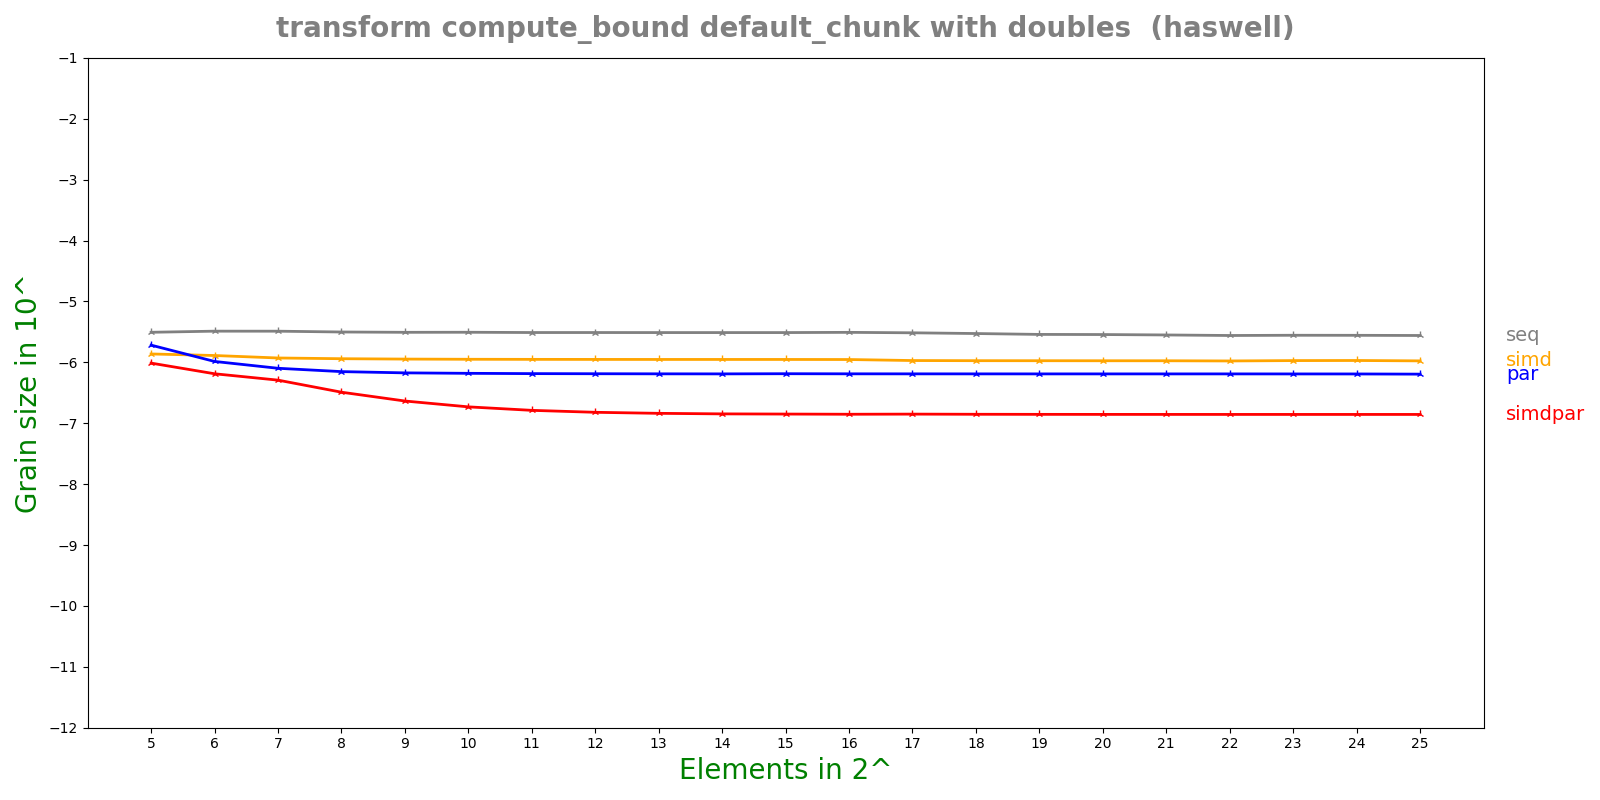 transform compute_bound default_chunk with doubles  (haswell)
−1
−2
−3
−4
−5
−6
−7
−8
−9
−10
−11
−12
Grain size in 10^
seq
simd
par
simdpar
5 6 7 8 9 10 11 12 13 14 15 16 17 18 19 20 21 22 23 24 25
Elements in 2^